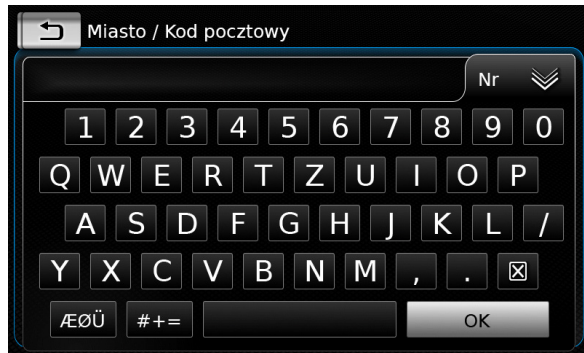 Miasto / Kod pocztowy
Nr
1 2 3 4 5 6 7 8 9 0
Q W E R T Z U I O P
A S D F G H J K L /
Y X C V B N M , .
ÆØÜ #+= OK